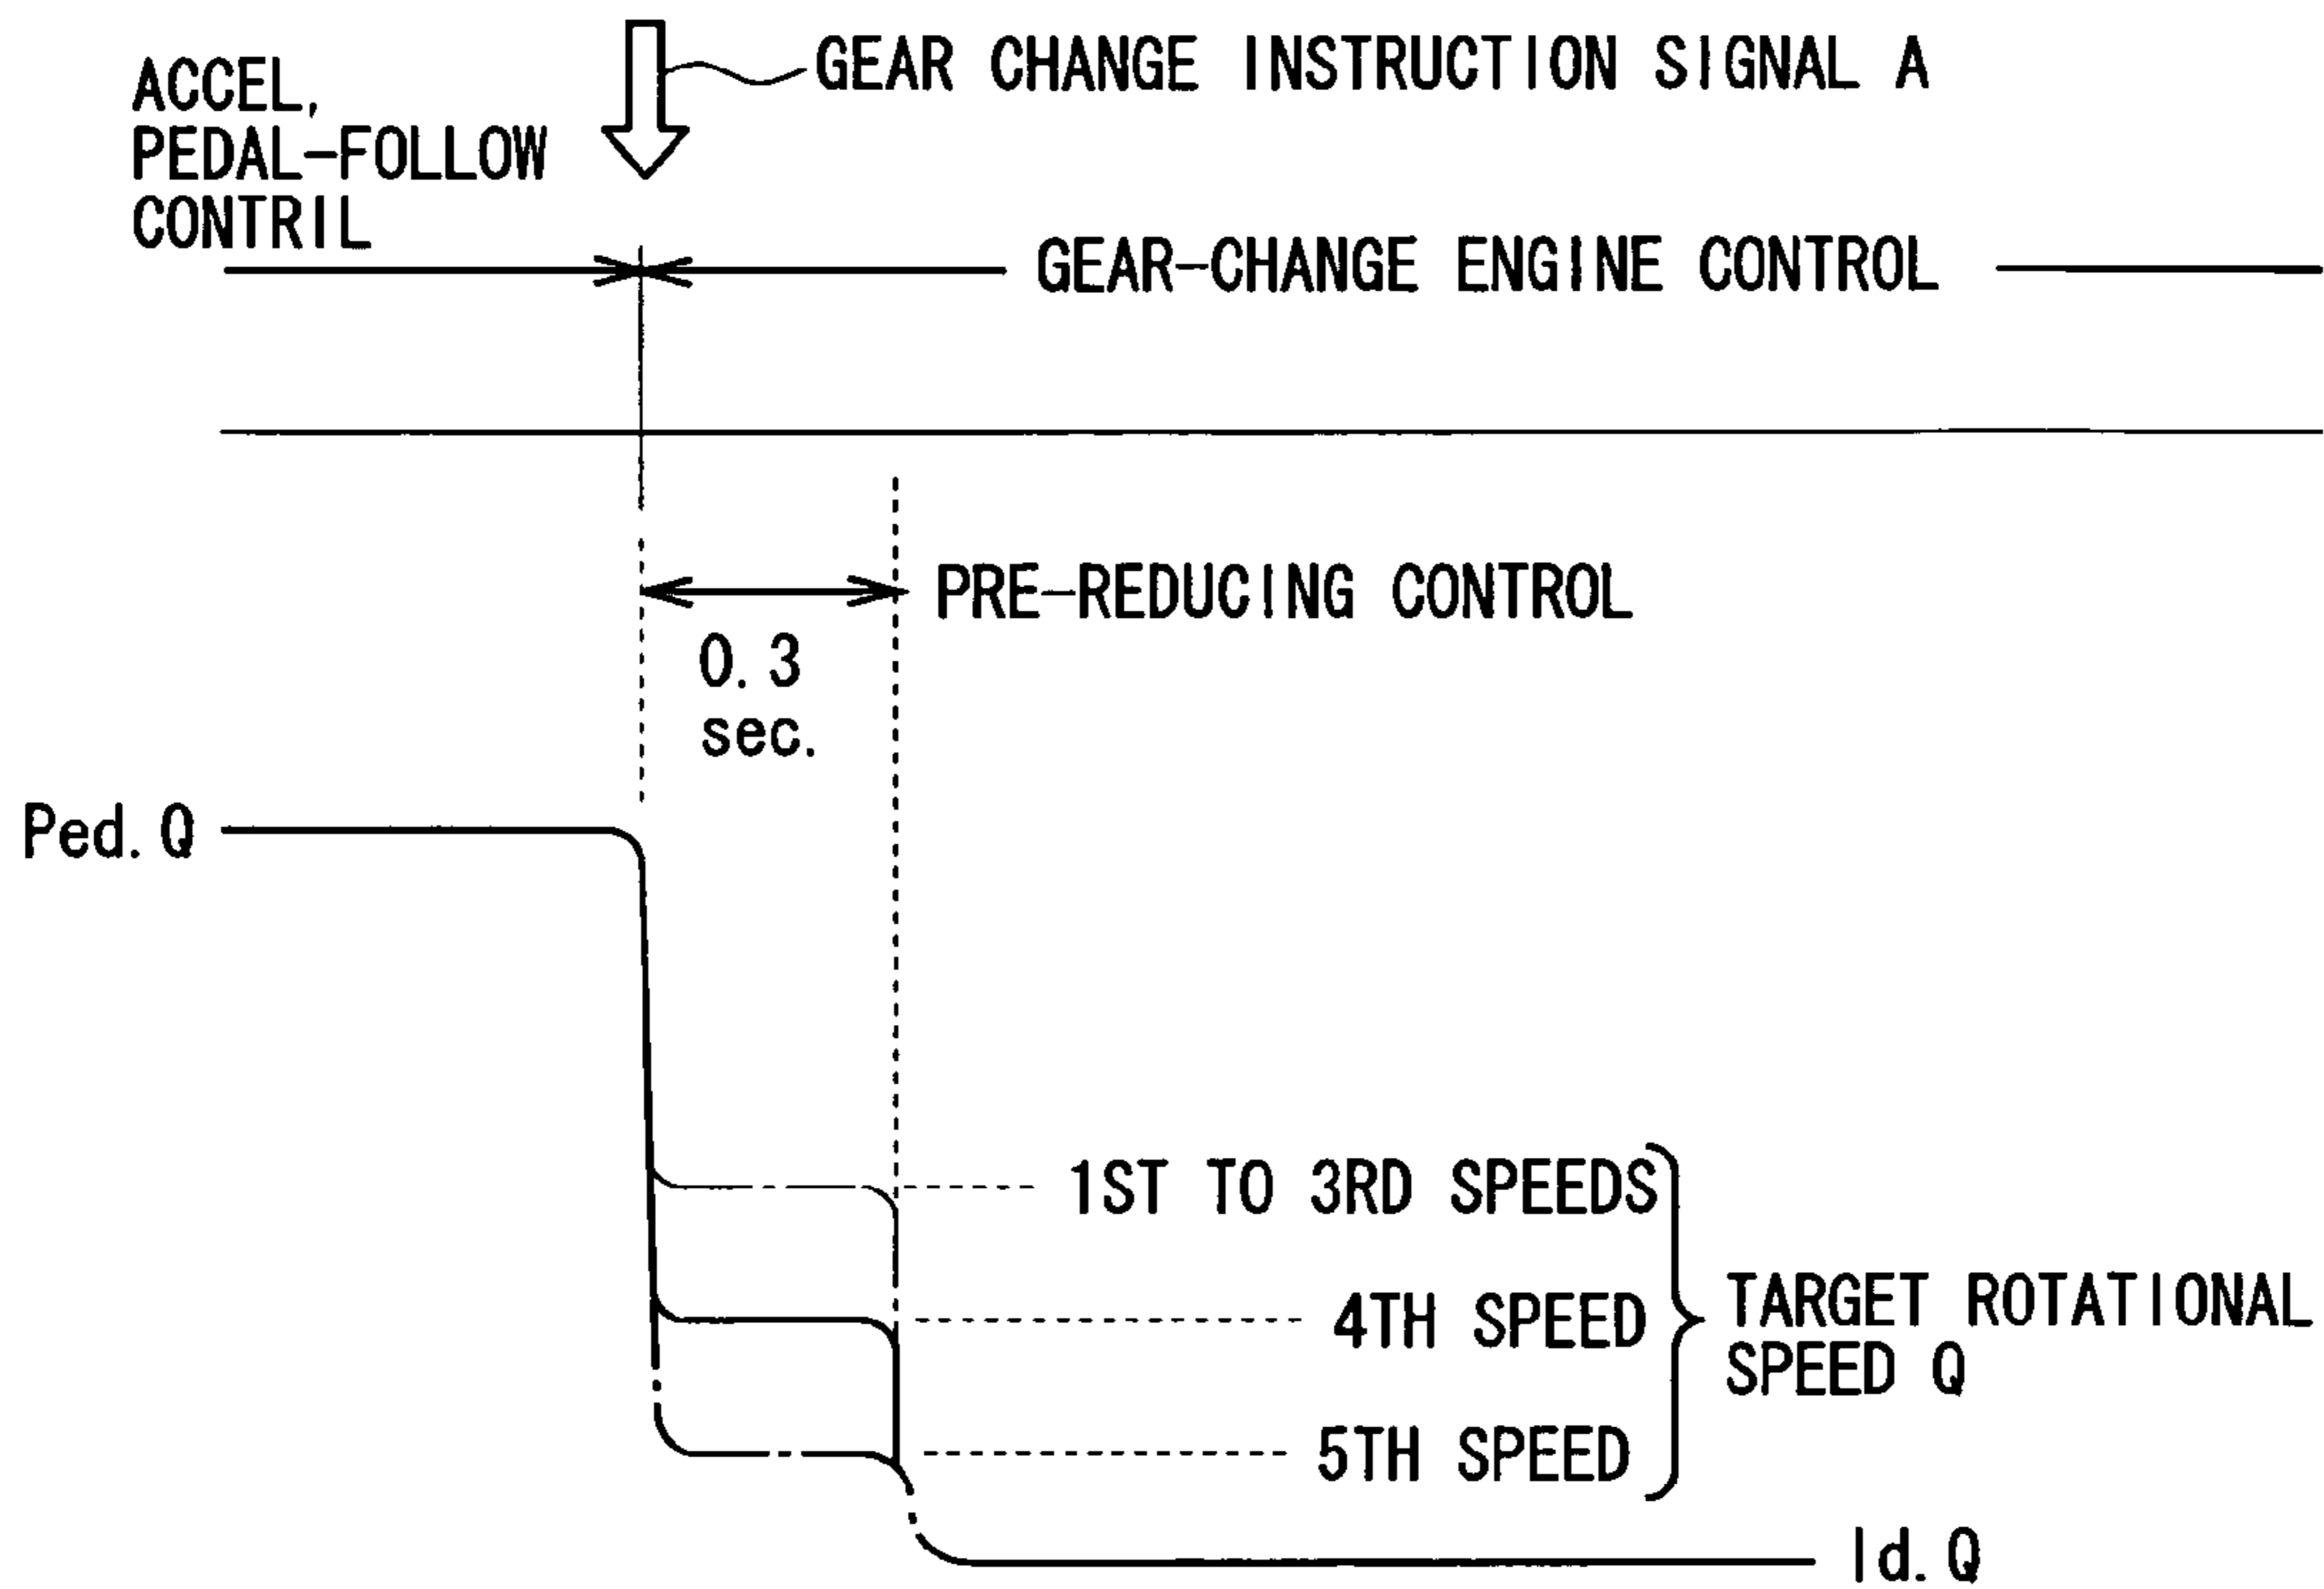 GEAR CHANGE INSTRUCTION SIGNAL A
ACCEL,
PEDAL-FOLLOW
CONTRIL
GEAR-CHANGE ENGINE CONTROL
PRE-REDUCING CONTROL
0.3
sec.
Ped.Q
1ST TO 3RD SPEEDS
4TH SPEED
5TH SPEED
TARGET ROTATIONAL
SPEED Q
Id.Q